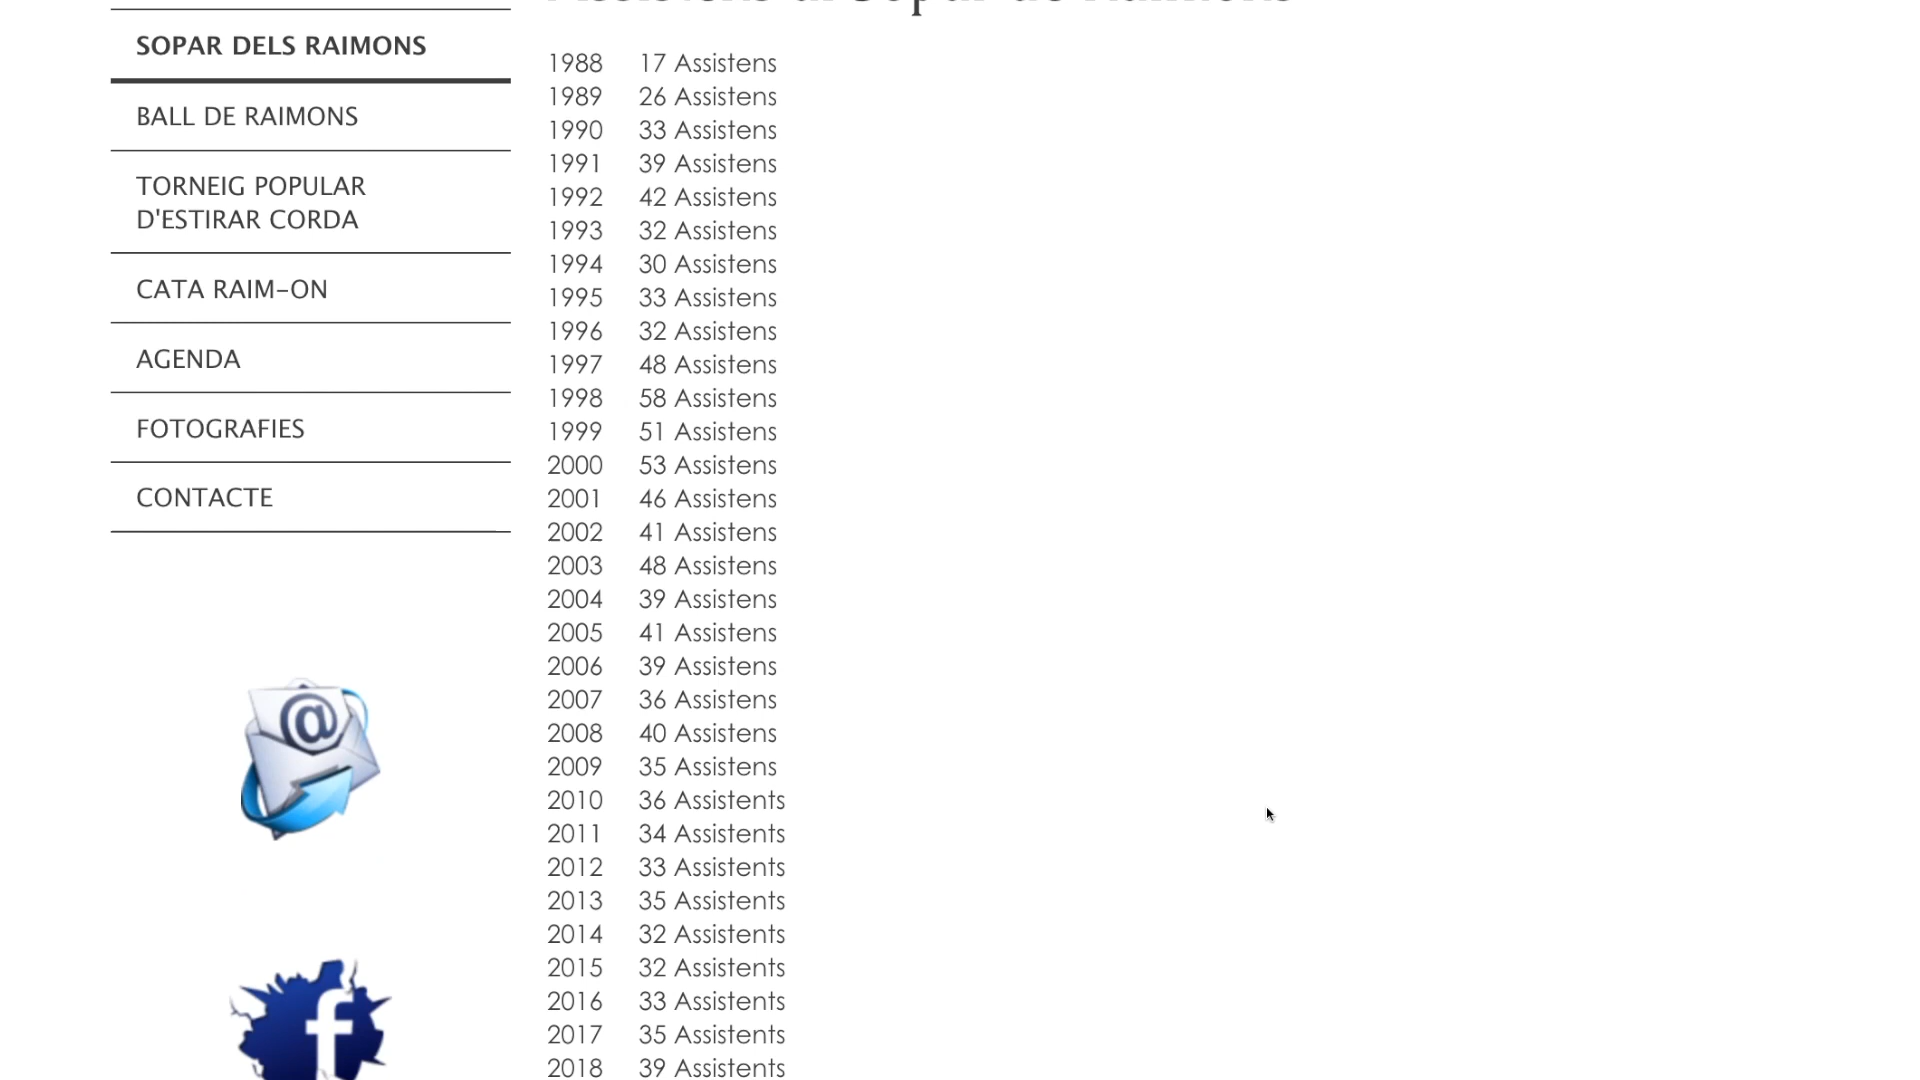 SOPAR DELS RAIMONS
BALL DE RAIMONS
TORNEIG POPULAR
D'ESTIRAR CORDA
CATA RAIM-ON
AGENDA
FOTOGRAFIES
CONTACTE
1988 17 Assistens
1989 26 Assistens
1990 33 Assistens
1991 39 Assistens
1992 42 Assistens
1993 32 Assistens
1994 30 Assistens
1995 33 Assistens
1996 32 Assistens
1997 48 Assistens
1998 58 Assistens
1999 51 Assistens
2000 53 Assistens
2001 46 Assistens
2002 41 Assistens
2003 48 Assistens
2004 39 Assistens
2005 41 Assistens
2006 39 Assistens
2007 36 Assistens
2008 40 Assistens
2009 35 Assistens
2010 36 Assistents
2011 34 Assistents
2012 33 Assistents
2013 35 Assistents
2014 32 Assistents
2015 32 Assistents
2016 33 Assistents
2017 35 Assistents
2018 39 Assistents